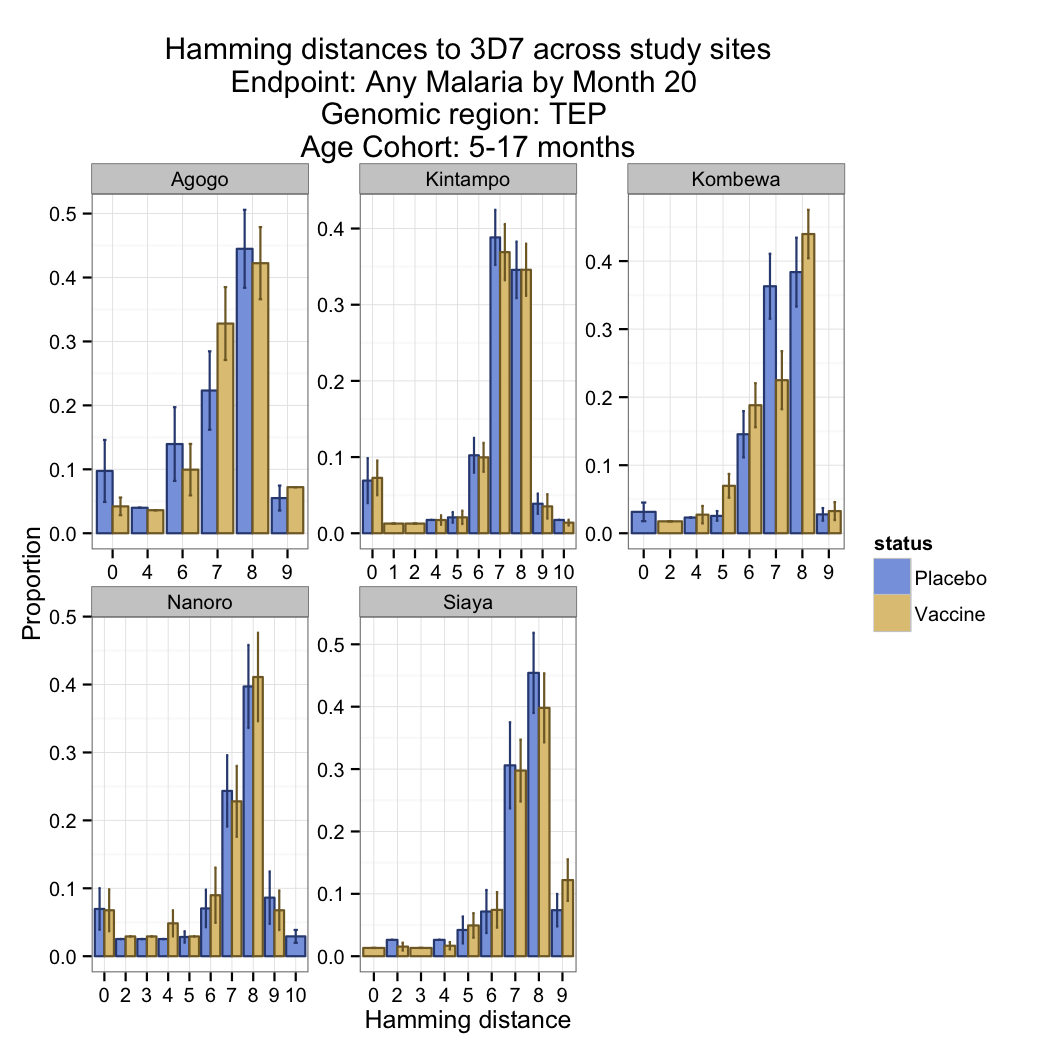 Hamming distances to 3D7 across study sites
Endpoint: Any Malaria by Month 20
Genomic region: TEP
Age Cohort: 5-17 months
Agogo
0.5
0.4
0.3
0.2
0.1
0.0
0 4 6 7 8 9
Kintampo
0.4
0.3
0.2
0.1
0.0
0 1 2 4 5 6 7 8 9 10
Kombewa
0.4
0.3
0.2
0.1
0.0
0 2 4 5 6 7 8 9
Nanoro
0.5
0.4
0.3
0.2
0.1
0.0
0 2 3 4 5 6 7 8 9 10
Siaya
0.5
0.4
0.3
0.2
0.1
0.0
0 2 3 4 5 6 7 8 9
Proportion
Hamming distance
status
Placebo
Vaccine